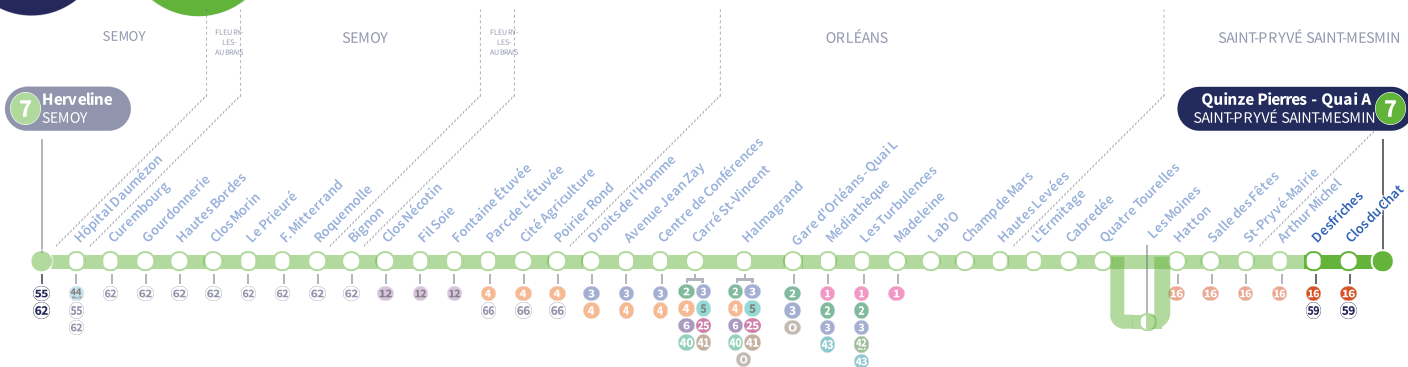 SEMOY
FLEURY-
LES-
AUBRAIS
SEMOY
FLEURY-
LES-
AUBRAIS
ORLÉANS
SAINT-PRYVÉ SAINT-MESMIN
7
Herveline
SEMOY
Quinze Pierres - Quai A
SAINT-PRYVÉ SAINT-MESMIN
7
Hôpital Daumézon
Curembourg
Gourdonnerie
Hautes Bordes
Clos Morin
Le Prieuré
F. Mitterrand
Roquemolle
Bignon
Clos Nécotin
Fil Soie
Fontaine Étuvée
Parc de L'Étuvée
Cité Agriculture
Poirier Rond
Droits de l'Homme
Avenue Jean Zay
Centre de Conférences
Carré St-Vincent
Halmagrand
Gare d'Orléans - Quai L
Médiathèque
Les Turbulences
Madeleine
Lab'O
Champ de Mars
Hautes Levées
L'Ermitage
Cabredée
Quatre Tourelles
Les Moines
Hatton
Salle des Fêtes
St-Pryvé-Mairie
Arthur Michel
Desfriches
Clos du Chat
55
62
44
55
62
62
62
62
62
62
62
62
62
12
12
12
4
66
4
66
4
66
3
4
3
4
3
4
2 3
4 5
6 25
40 41
2 3
4 5
6 25
40 41
O
2
3
O
1
2
3
43
1
2
3
42
43
1
16
16
16
16
16
59
16
59